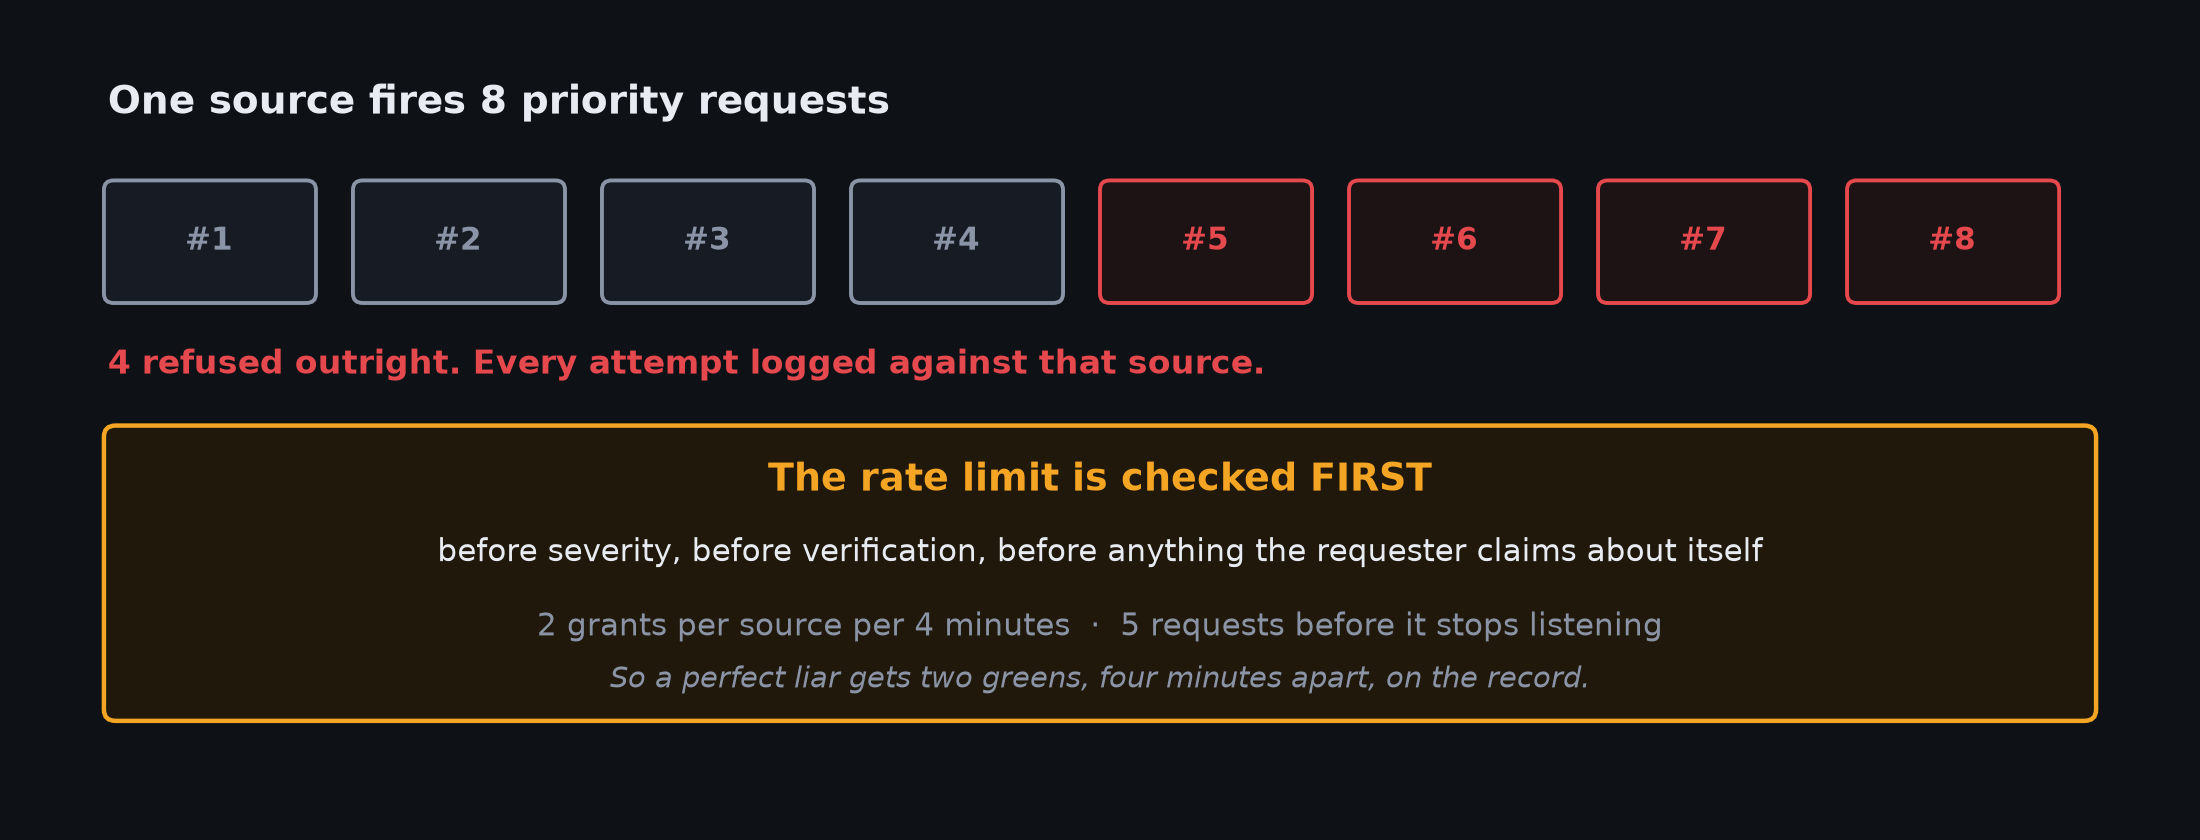 One source fires 8 priority requests
#1 #2 #3 #4 #5 #6 #7 #8
4 refused outright. Every attempt logged against that source.
The rate limit is checked FIRST
before severity, before verification, before anything the requester claims about itself
2 grants per source per 4 minutes · 5 requests before it stops listening
So a perfect liar gets two greens, four minutes apart, on the record.